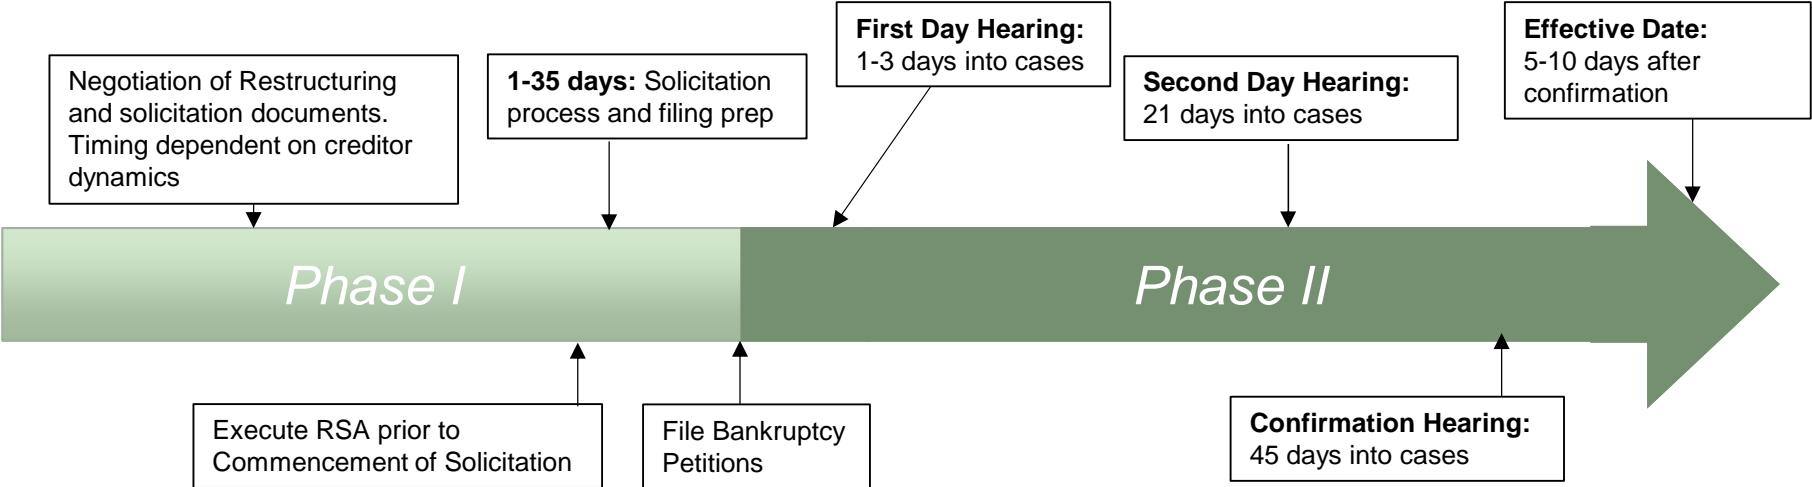 Negotiation of Restructuring
and solicitation documents.
Timing dependent on creditor
dynamics
1-35 days: Solicitation
process and filing prep
First Day Hearing:
1-3 days into cases
Second Day Hearing:
21 days into cases
Effective Date:
5-10 days after
confirmation
Phase I
Phase II
Execute RSA prior to
Commencement of Solicitation
File Bankruptcy
Petitions
Confirmation Hearing:
45 days into cases